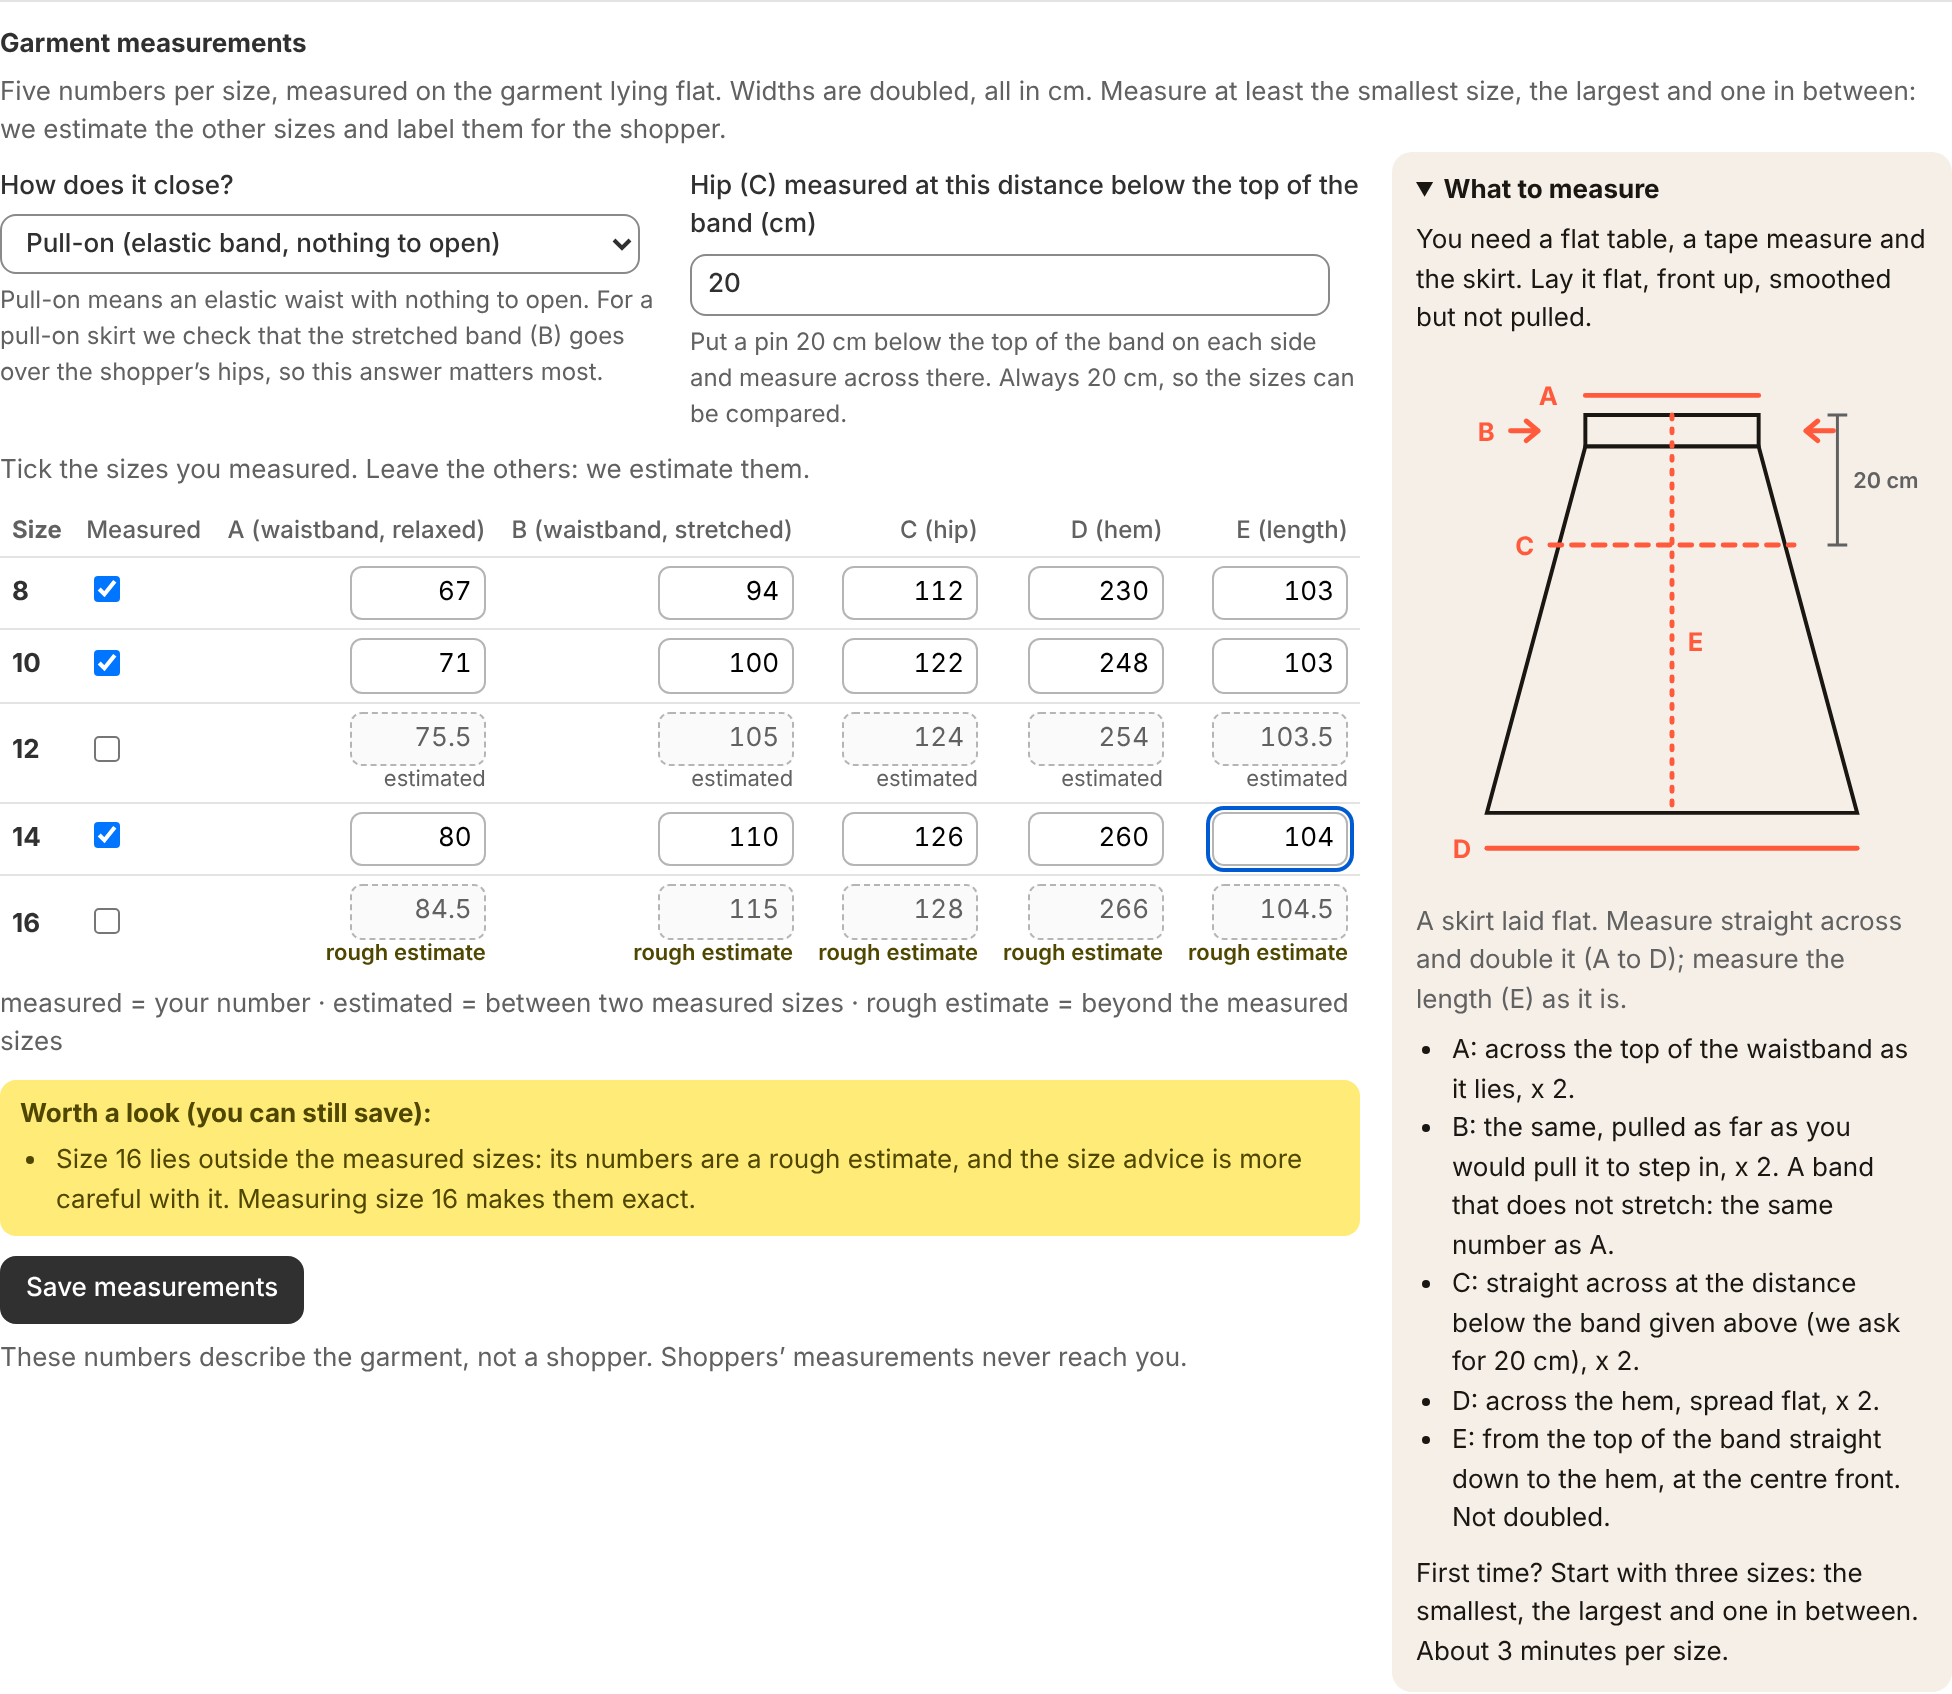 Garment measurements
Five numbers per size, measured on the garment lying flat. Widths are doubled, all in cm. Measure at least the smallest size, the largest and one in between:
we estimate the other sizes and label them for the shopper.
How does it close?
Pull-on (elastic band, nothing to open)
Pull-on means an elastic waist with nothing to open. For a
pull-on skirt we check that the stretched band (B) goes
over the shopper’s hips, so this answer matters most.
Hip (C) measured at this distance below the top of the
band (cm)
20
Put a pin 20 cm below the top of the band on each side
and measure across there. Always 20 cm, so the sizes can
be compared.
Tick the sizes you measured. Leave the others: we estimate them.
Size Measured A (waistband, relaxed) B (waistband, stretched) C (hip) D (hem) E (length)
8 67 94 112 230 103
10 71 100 122 248 103
12 75.5 105 124 254 103.5
estimated estimated estimated estimated estimated
14 80 110 126 260 104
16 84.5 115 128 266 104.5
rough estimate rough estimate rough estimate rough estimate rough estimate
measured = your number · estimated = between two measured sizes · rough estimate = beyond the measured
sizes
Worth a look (you can still save):
• Size 16 lies outside the measured sizes: its numbers are a rough estimate, and the size advice is more
careful with it. Measuring size 16 makes them exact.
Save measurements
These numbers describe the garment, not a shopper. Shoppers’ measurements never reach you.
▼ What to measure
You need a flat table, a tape measure and
the skirt. Lay it flat, front up, smoothed
but not pulled.
A
B
20 cm
C
E
D
A skirt laid flat. Measure straight across
and double it (A to D); measure the
length (E) as it is.
• A: across the top of the waistband as
it lies, x 2.
• B: the same, pulled as far as you
would pull it to step in, x 2. A band
that does not stretch: the same
number as A.
• C: straight across at the distance
below the band given above (we ask
for 20 cm), x 2.
• D: across the hem, spread flat, x 2.
• E: from the top of the band straight
down to the hem, at the centre front.
Not doubled.
First time? Start with three sizes: the
smallest, the largest and one in between.
About 3 minutes per size.